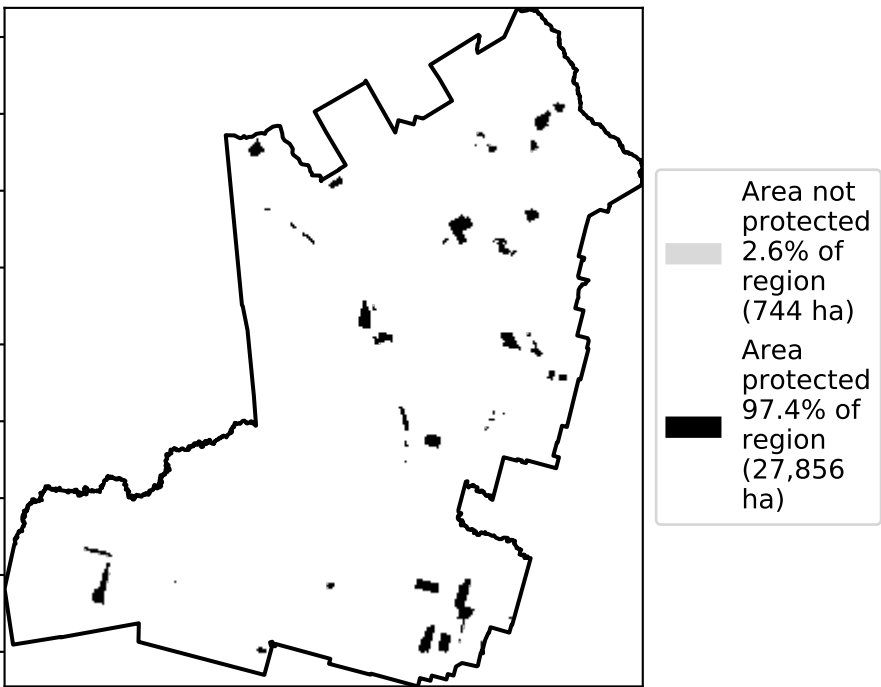 Area not
protected
2.6% of
region
(744 ha)
Area
protected
97.4% of
region
(27,856
ha)